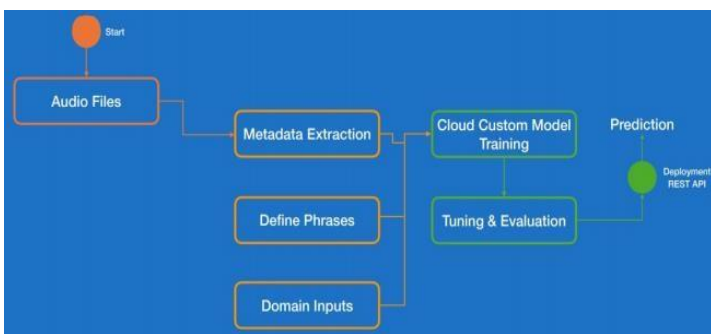 Start
Audio Files
Metadata Extraction
Define Phrases
Domain Inputs
Cloud Custom Model
Training
Tuning & Evaluation
Prediction
Deployment
REST API